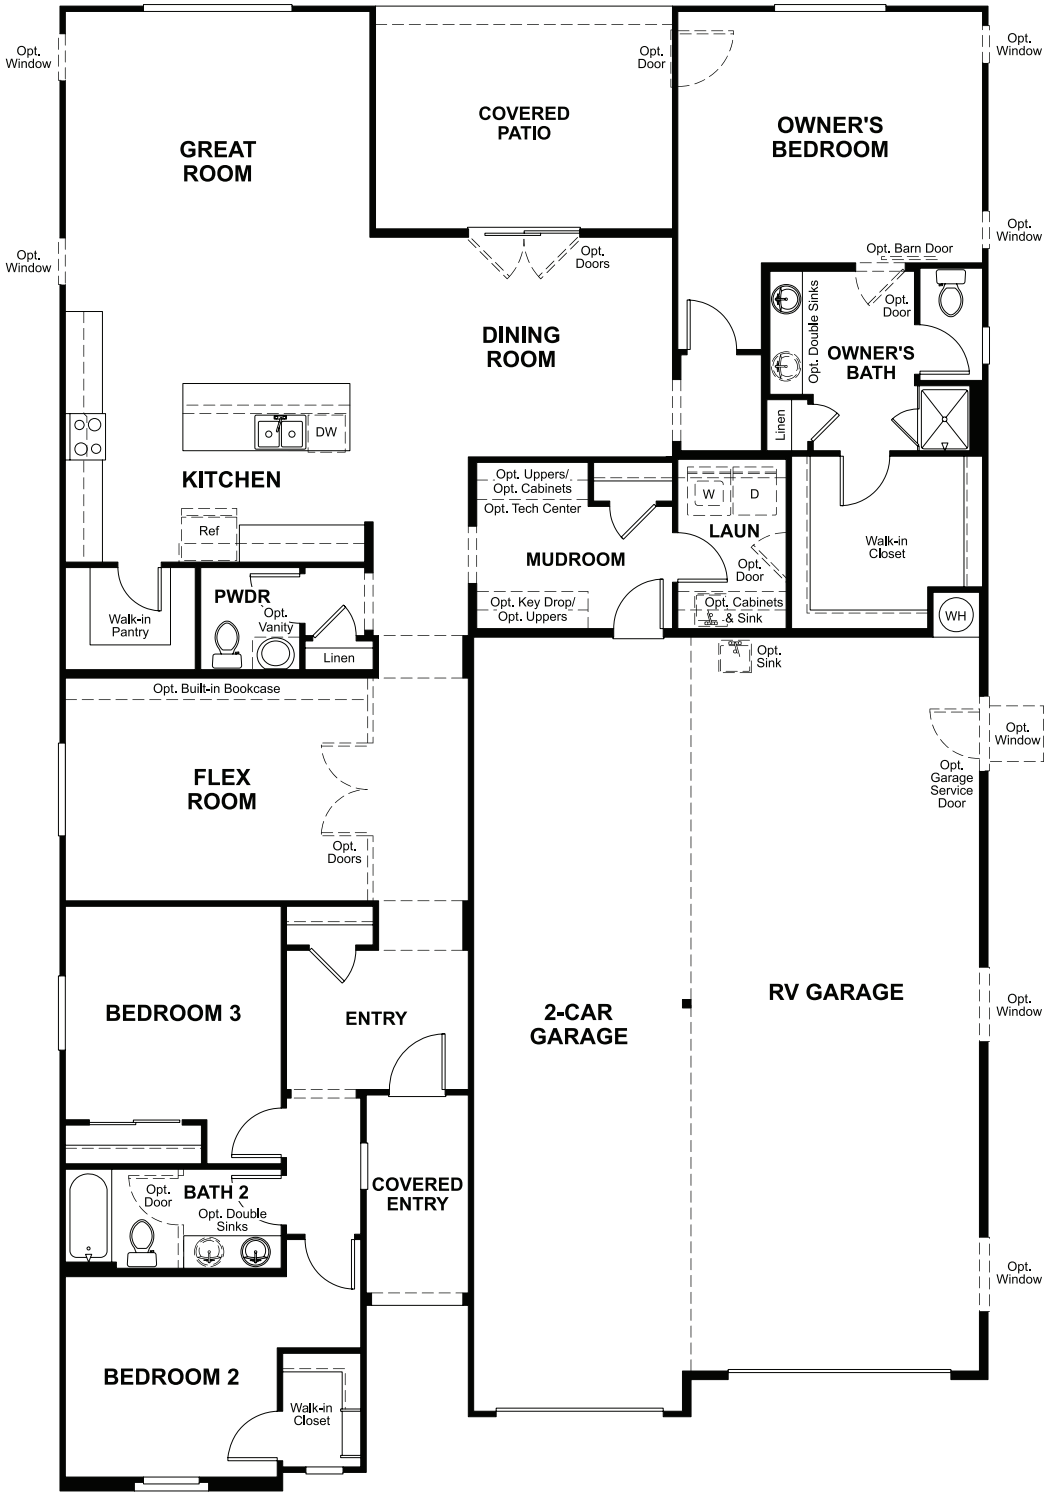 Opt.
Window
Opt.
Door
Opt.
Window
COVERED
PATIO
OWNER'S
BEDROOM
GREAT
ROOM
Opt.
Window
Opt.
Window
Opt.
Doors
Opt. Barn Door
Opt. Double Sinks
Opt.
Door
DINING
ROOM
OWNER'S
BATH
Linen
DW
KITCHEN
Opt. Uppers/
Opt. Cabinets
Opt. Tech Center
W
D
Ref
LAUN
MUDROOM
Opt.
Door
Walk-in
Closet
PWDR
Opt.
Vanity
Walk-in
Pantry
Linen
Opt. Key Drop/
Opt. Uppers
Opt. Cabinets
& Sink
WH
Opt.
Sink
Opt. Built-in Bookcase
Opt.
Window
Opt.
Garage
Service
Door
FLEX
ROOM
Opt.
Doors
BEDROOM 3
ENTRY
2-CAR
GARAGE
RV GARAGE
Opt.
Window
Opt.
Door
BATH 2
Opt. Double
Sinks
COVERED
ENTRY
Opt.
Window
BEDROOM 2
Walk-in
Closet